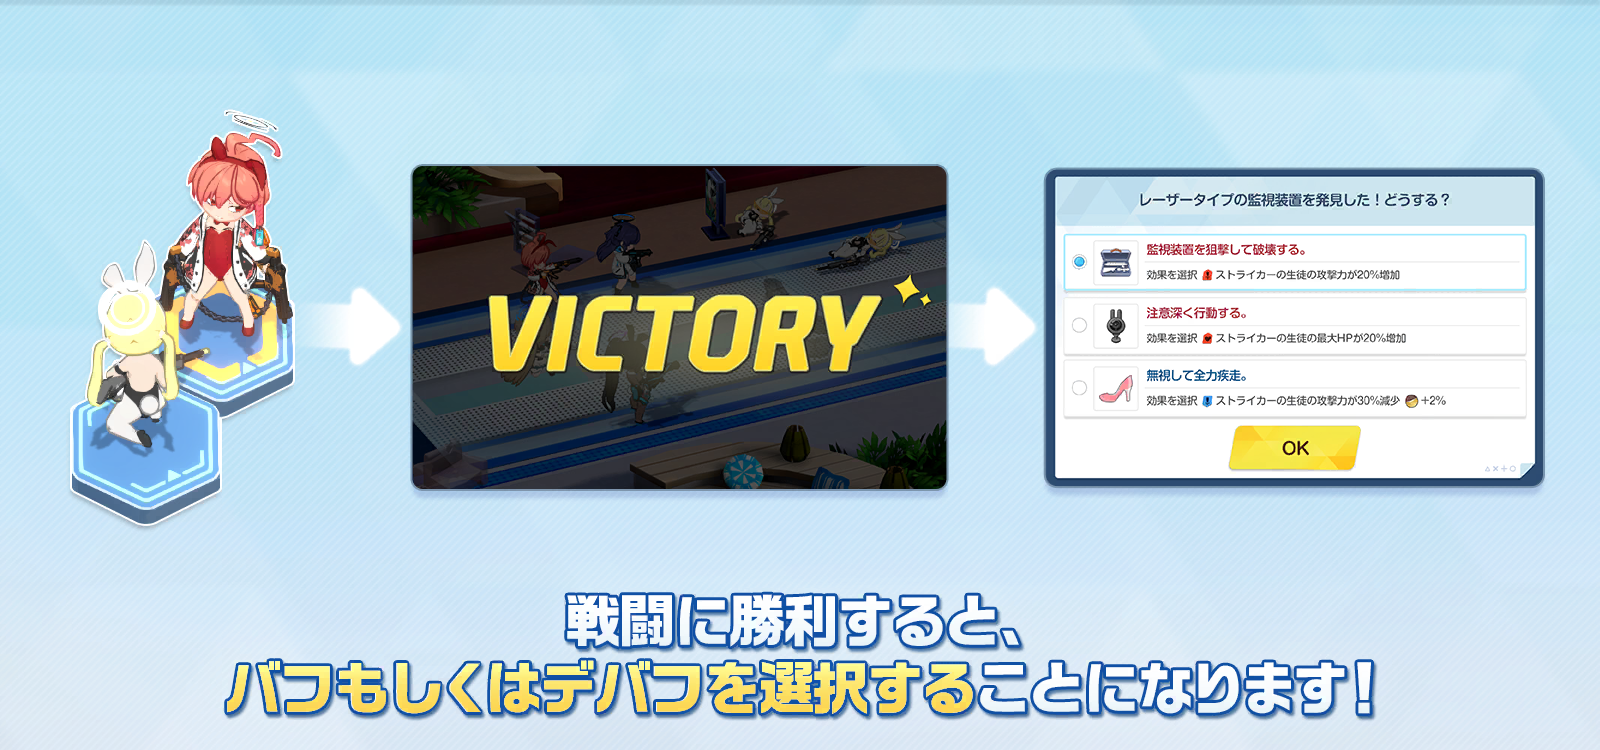 VICTORY
レーザータイプの監視装置を発見した！どうする？
監視装置を狙撃して破壊する。
効果を選択 ストライカーの生徒の攻撃力が20%増加
注意深く行動する。
効果を選択 ストライカーの生徒の最大HPが20%増加
無視して全力疾走。
効果を選択 ストライカーの生徒の攻撃力が30%減少 +2%
OK
戦闘に勝利すると、
バフもしくはデバフを選択することになります！